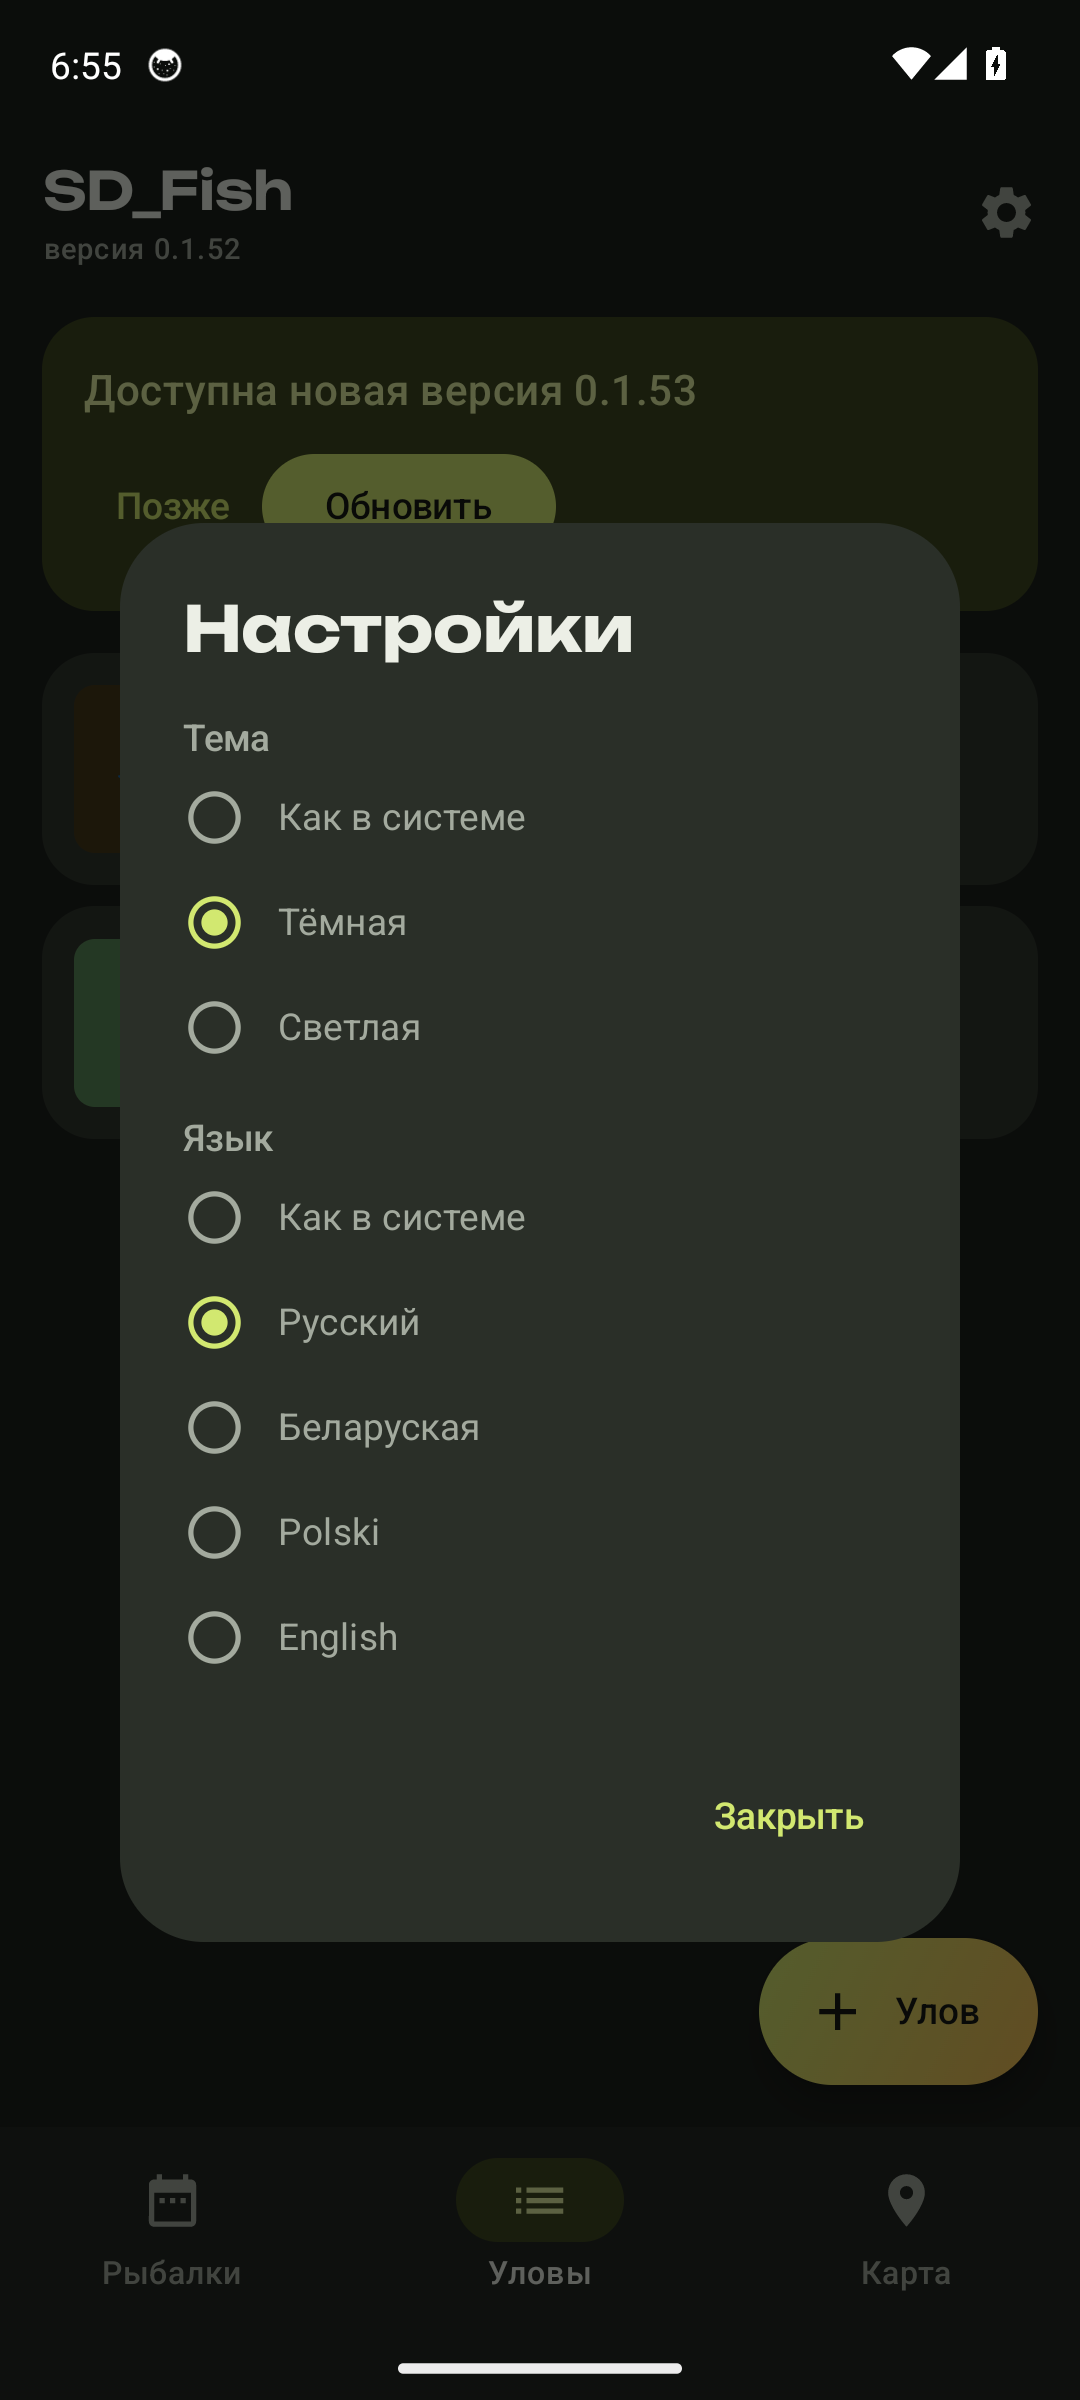 6:55
SD_Fish
версия 0.1.52
Доступна новая версия 0.1.53
Позже
Обновить
Настройки
Тема
Как в системе
Тёмная
Светлая
Язык
Как в системе
Русский
Беларуская
Polski
English
Закрыть
Улов
Рыбалки
Уловы
Карта